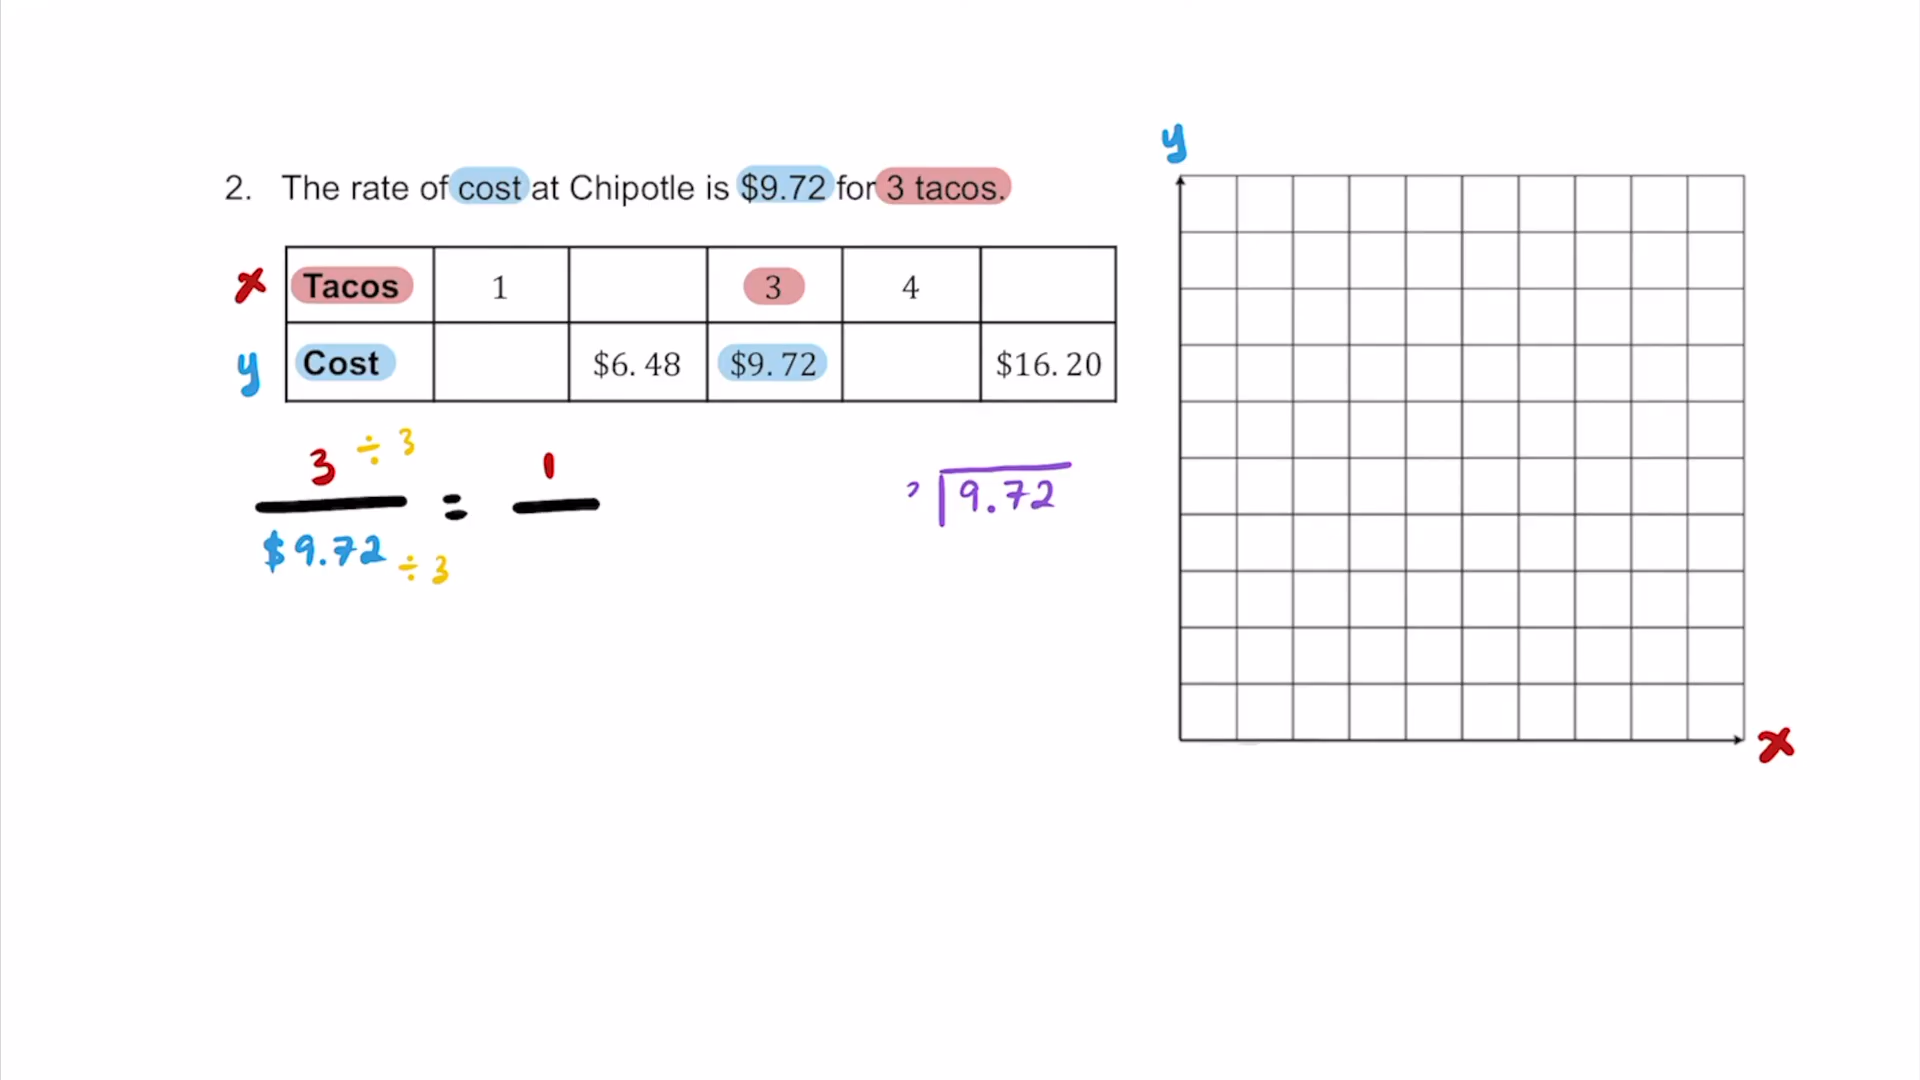 y
2. The rate of cost at Chipotle is $9.72 for 3 tacos.
x Tacos 1 3 4
y Cost $6.48 $9.72 $16.20
3 ÷ 3 = 1
$9.72 ÷ 3
9.72
x